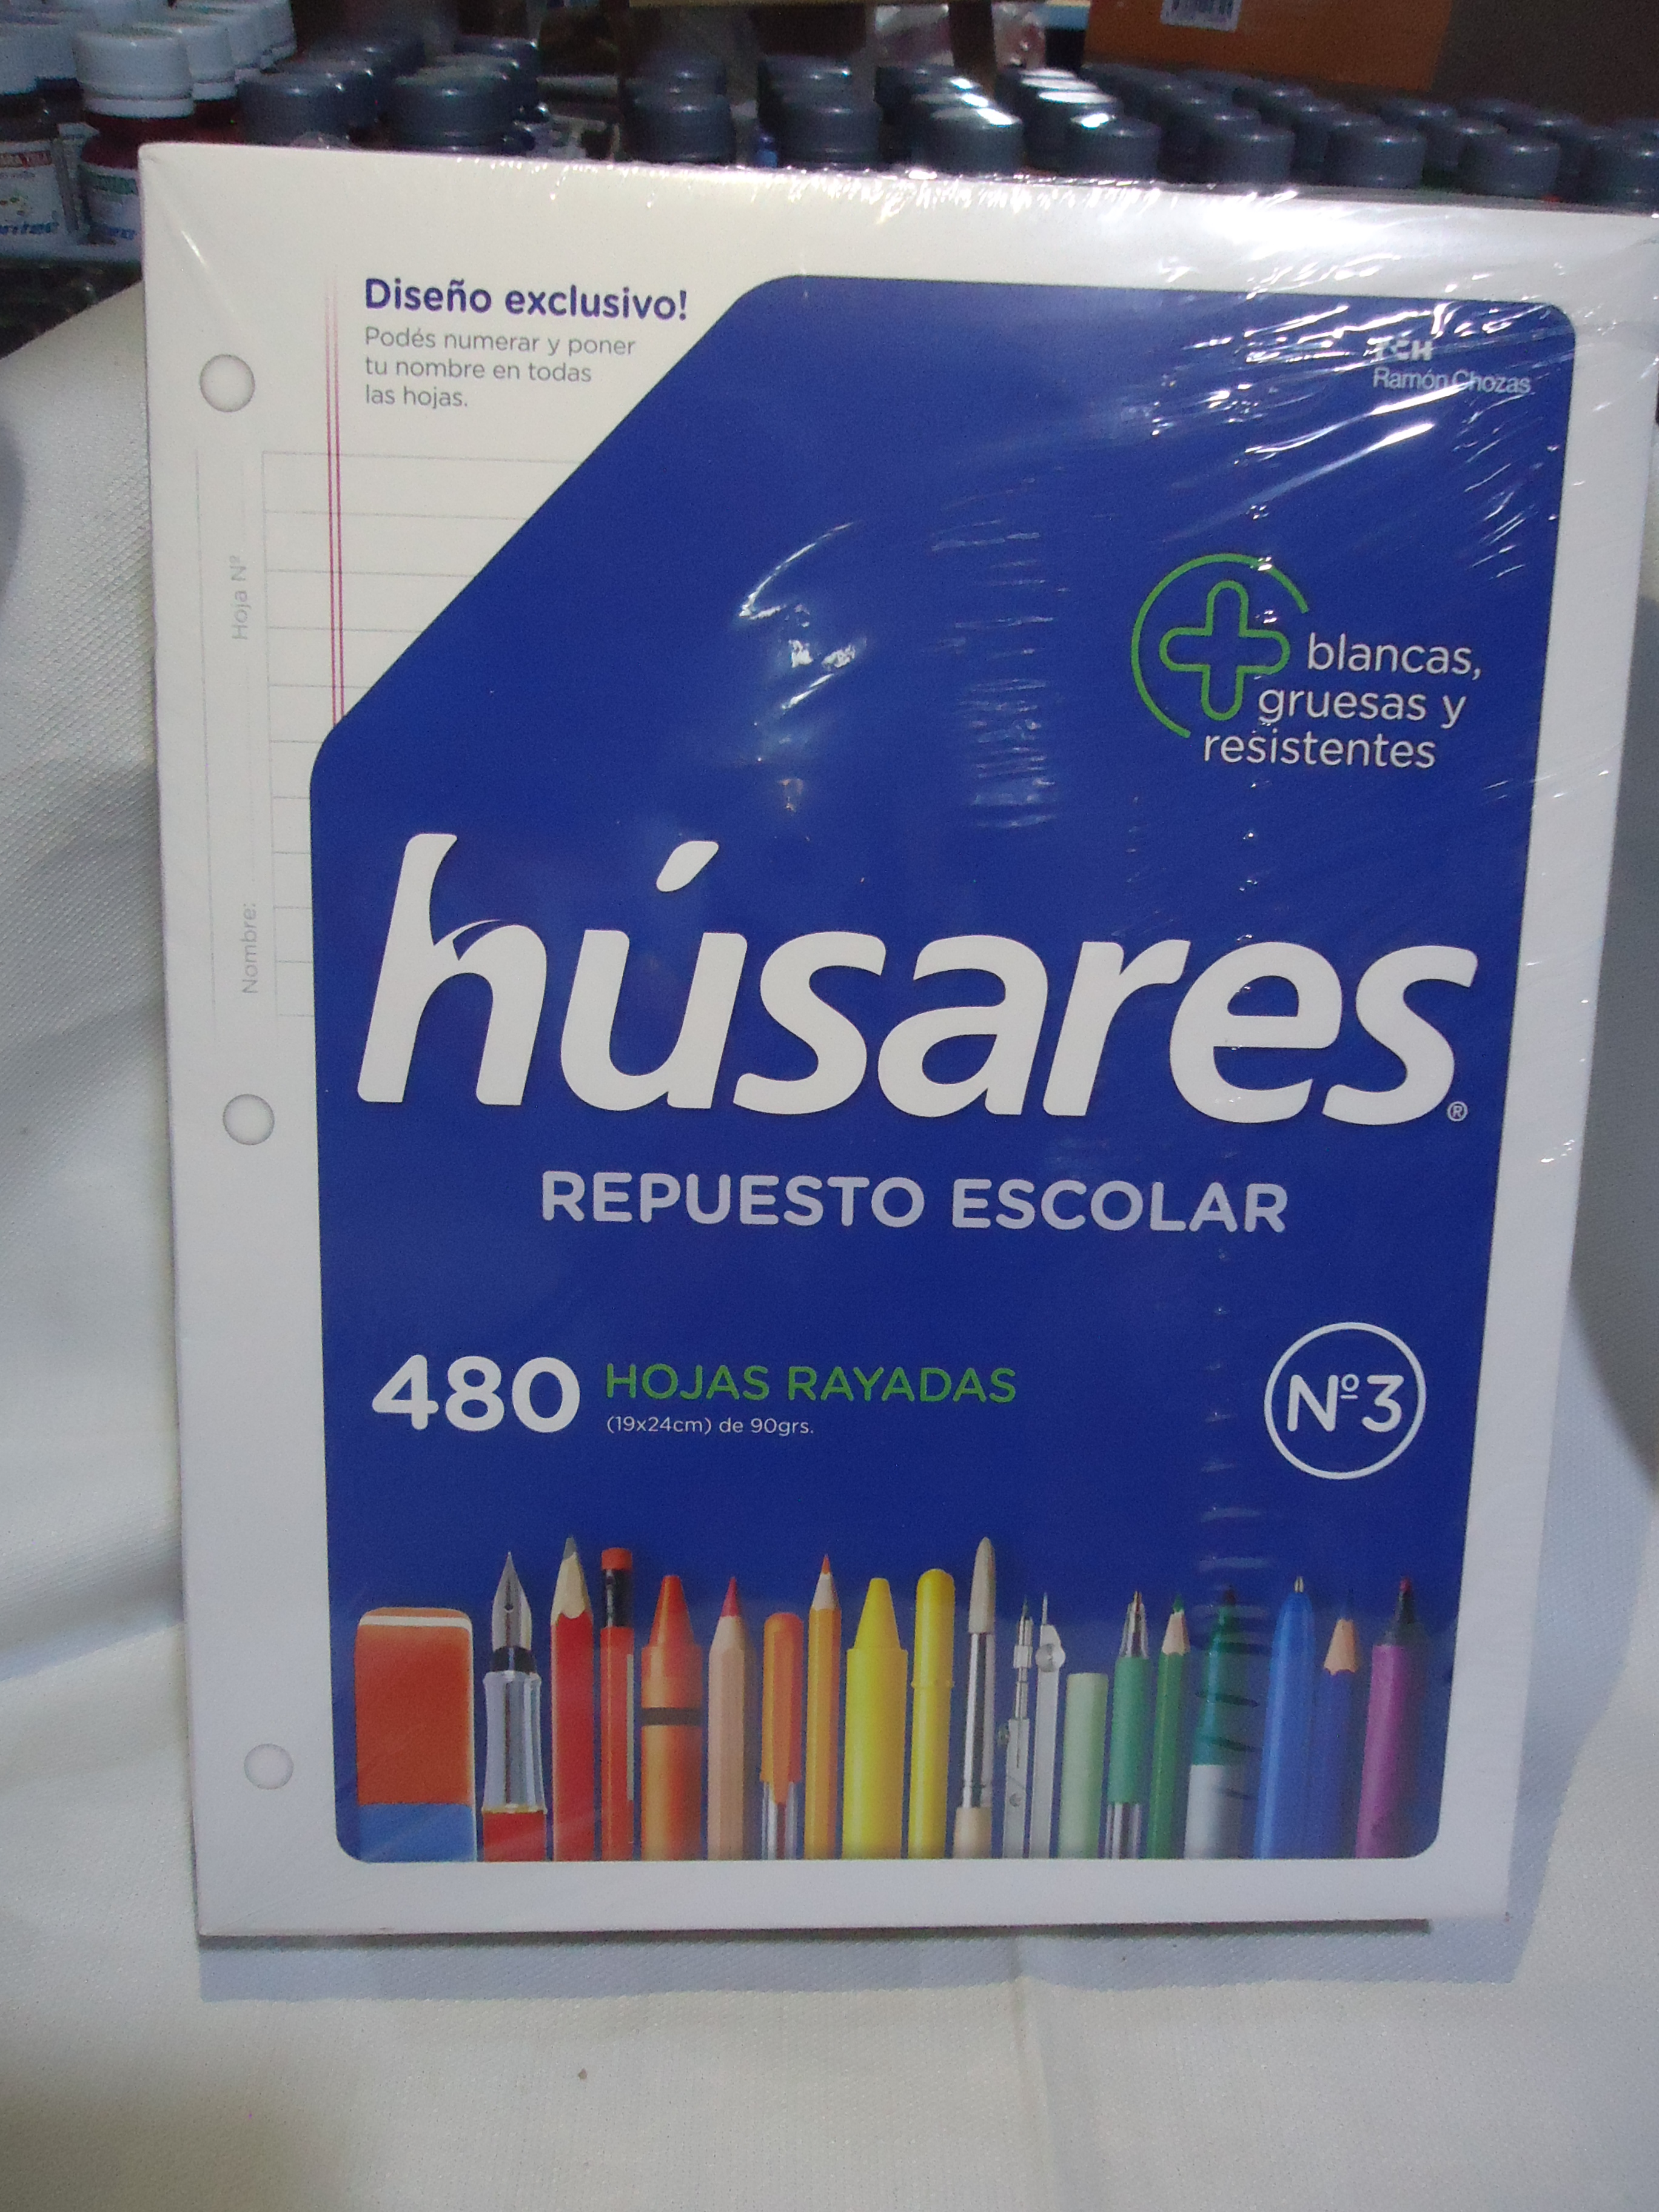 Diseño exclusivo!
Podés numerar y poner
tu nombre en todas
las hojas.
Ramón Chozas
Hoja Nº
Nombre:
blancas,
gruesas y
resistentes
húsares®
REPUESTO ESCOLAR
480 HOJAS RAYADAS
(19x24cm) de 90grs.
Nº3